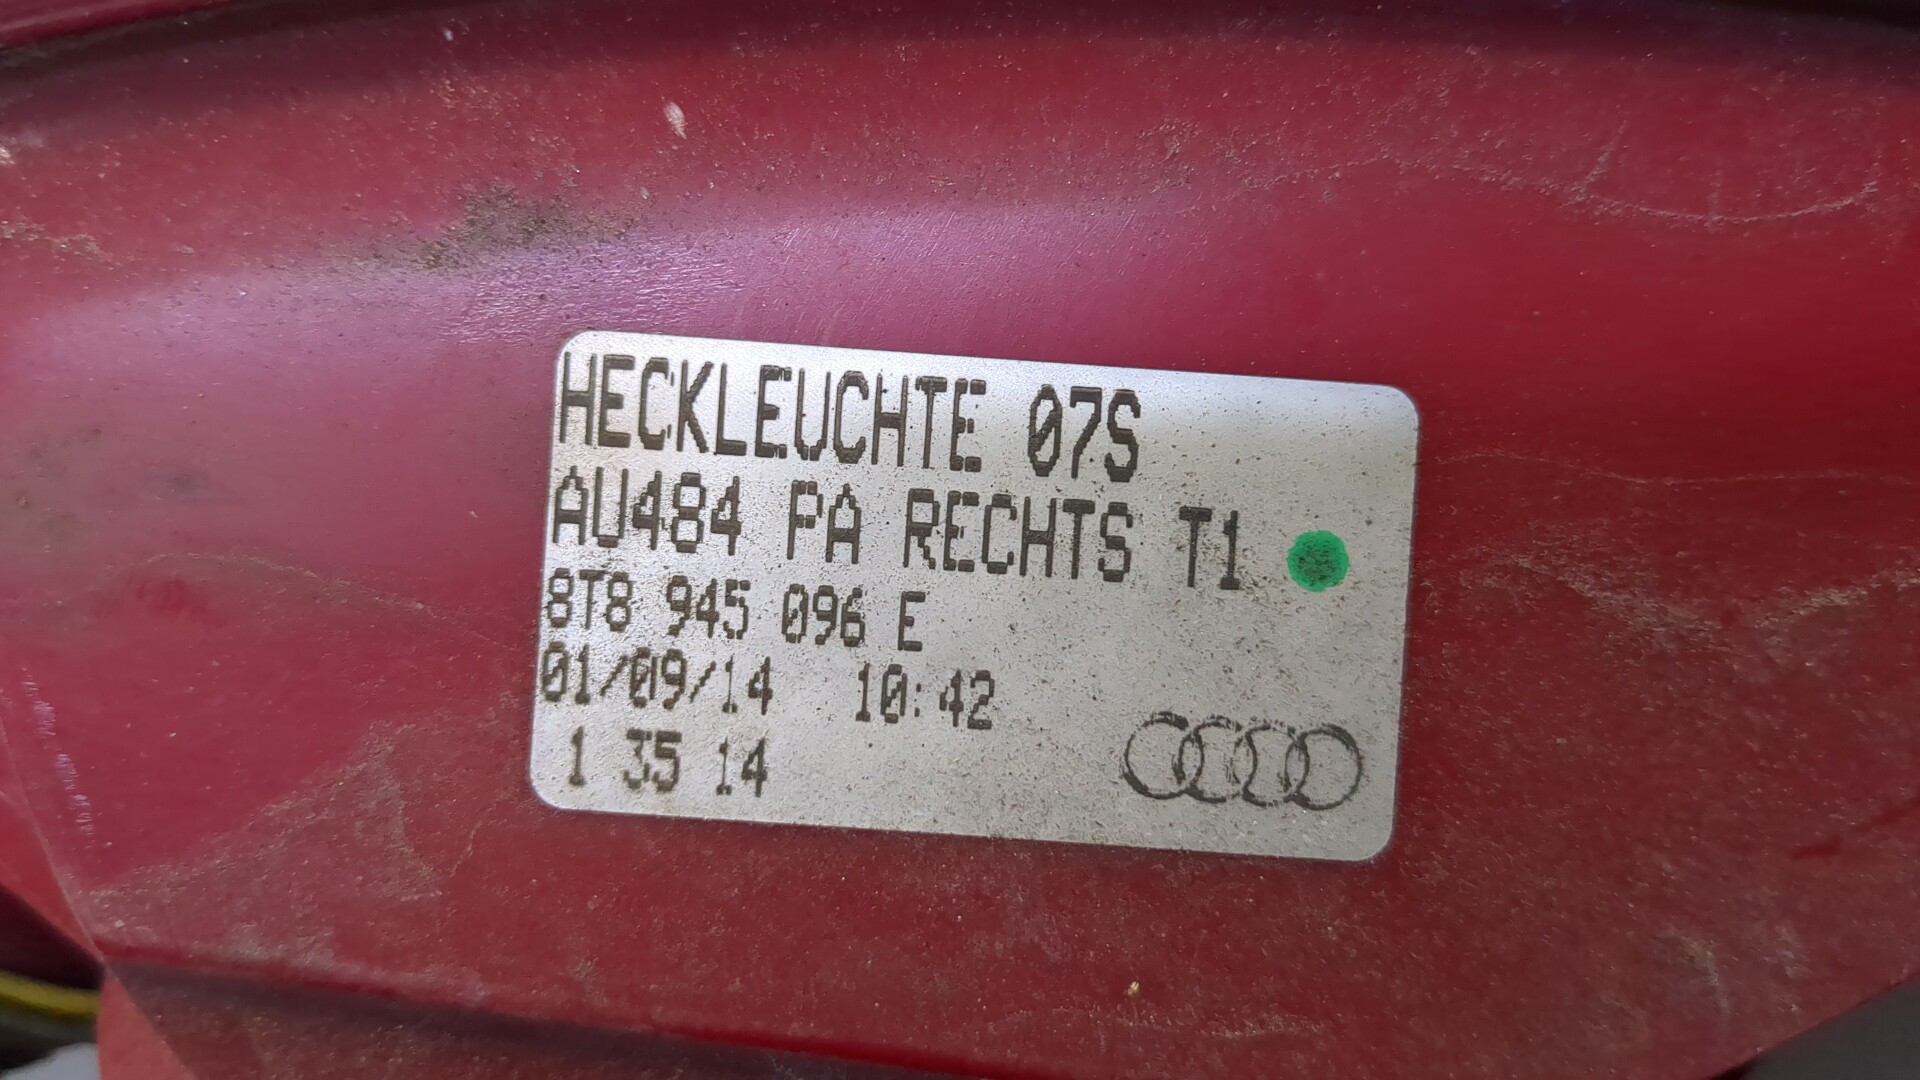 HECKLEUCHTE 07S
AU484 PA RECHTS T1
8T8 945 096 E
01/09/14 10:42
1 35 14